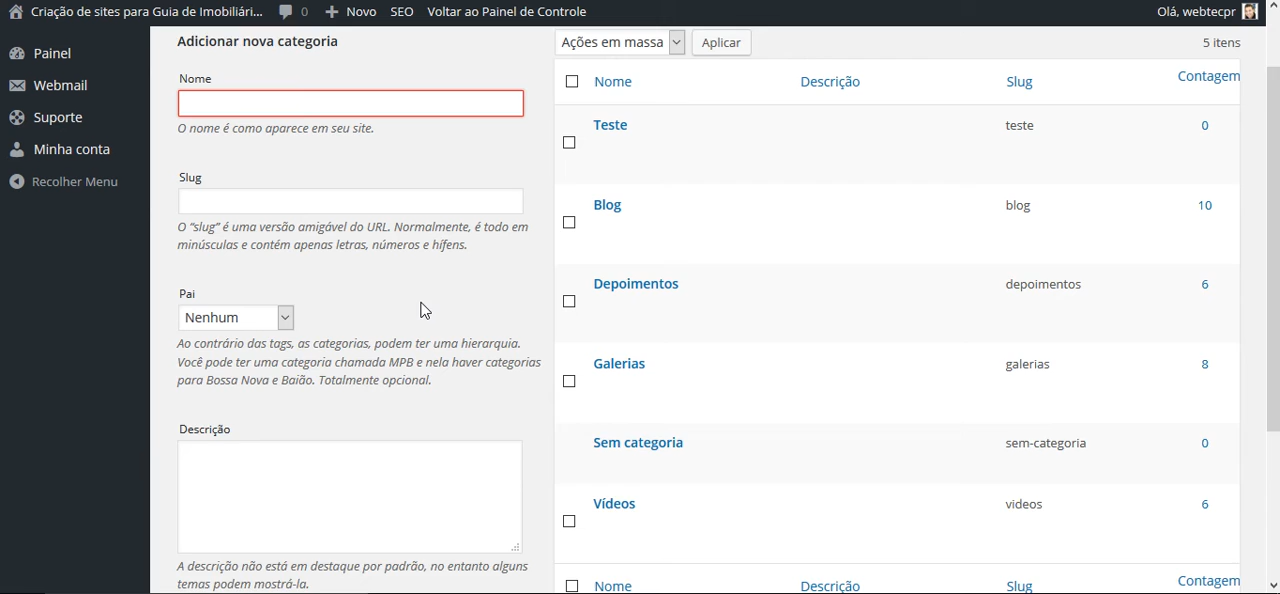 Criação de sites para Guia de Imobiliári... 0 Novo SEO Voltar ao Painel de Controle Olá, webtecpr
Painel
Webmail
Suporte
Minha conta
Recolher Menu
Adicionar nova categoria
Nome
O nome é como aparece em seu site.
Slug
O “slug” é uma versão amigável do URL. Normalmente, é todo em
minúsculas e contém apenas letras, números e hífens.
Pai
Nenhum
Ao contrário das tags, as categorias, podem ter uma hierarquia.
Você pode ter uma categoria chamada MPB e nela haver categorias
para Bossa Nova e Baião. Totalmente opcional.
Descrição
A descrição não está em destaque por padrão, no entanto alguns
temas podem mostrá-la.
Ações em massa Aplicar 5 itens
Nome Descrição Slug Contagem
Teste teste 0
Blog blog 10
Depoimentos depoimentos 6
Galerias galerias 8
Sem categoria sem-categoria 0
Vídeos videos 6
Nome Descrição Slug Contagem